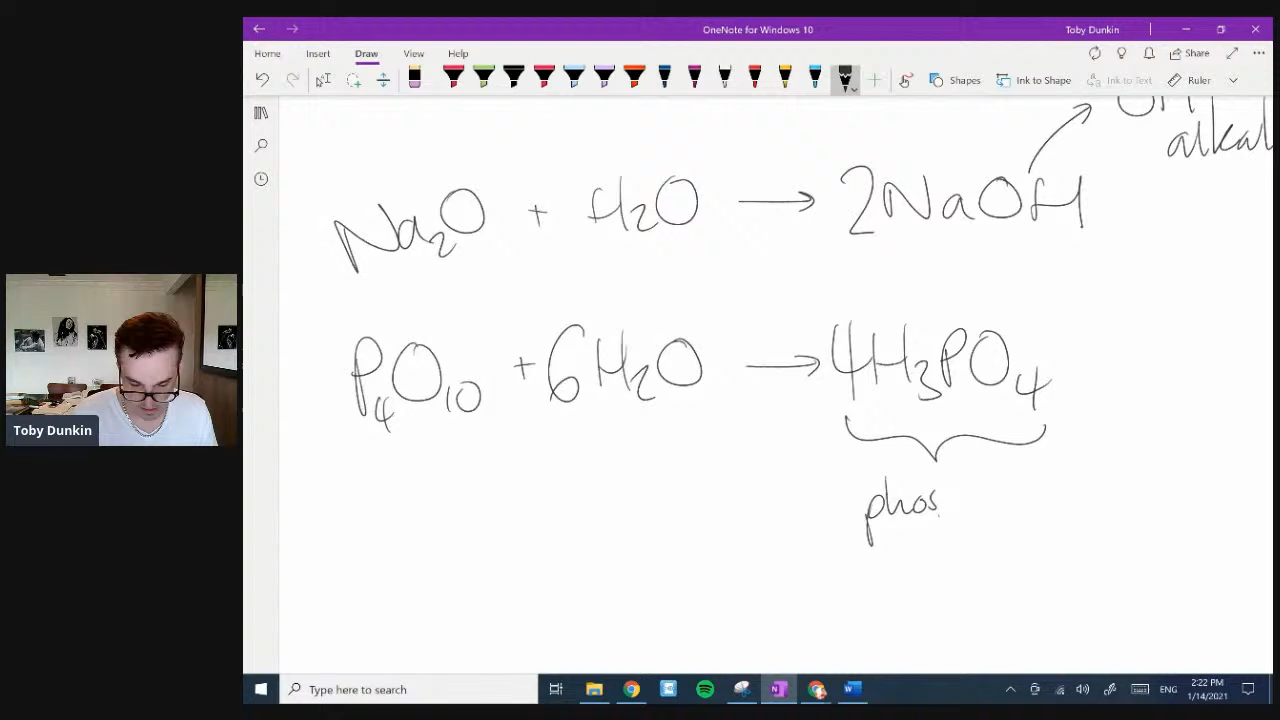 OneNote for Windows 10
Toby Dunkin
Home Insert Draw View Help
Share
Shapes Ink to Shape Ink to Text Ruler
alkal
Na₂O + H₂O → 2NaOH
P₄O₁₀ + 6H₂O → 4H₃PO₄
phos
Toby Dunkin
Type here to search
ENG
2:22 PM
1/14/2021